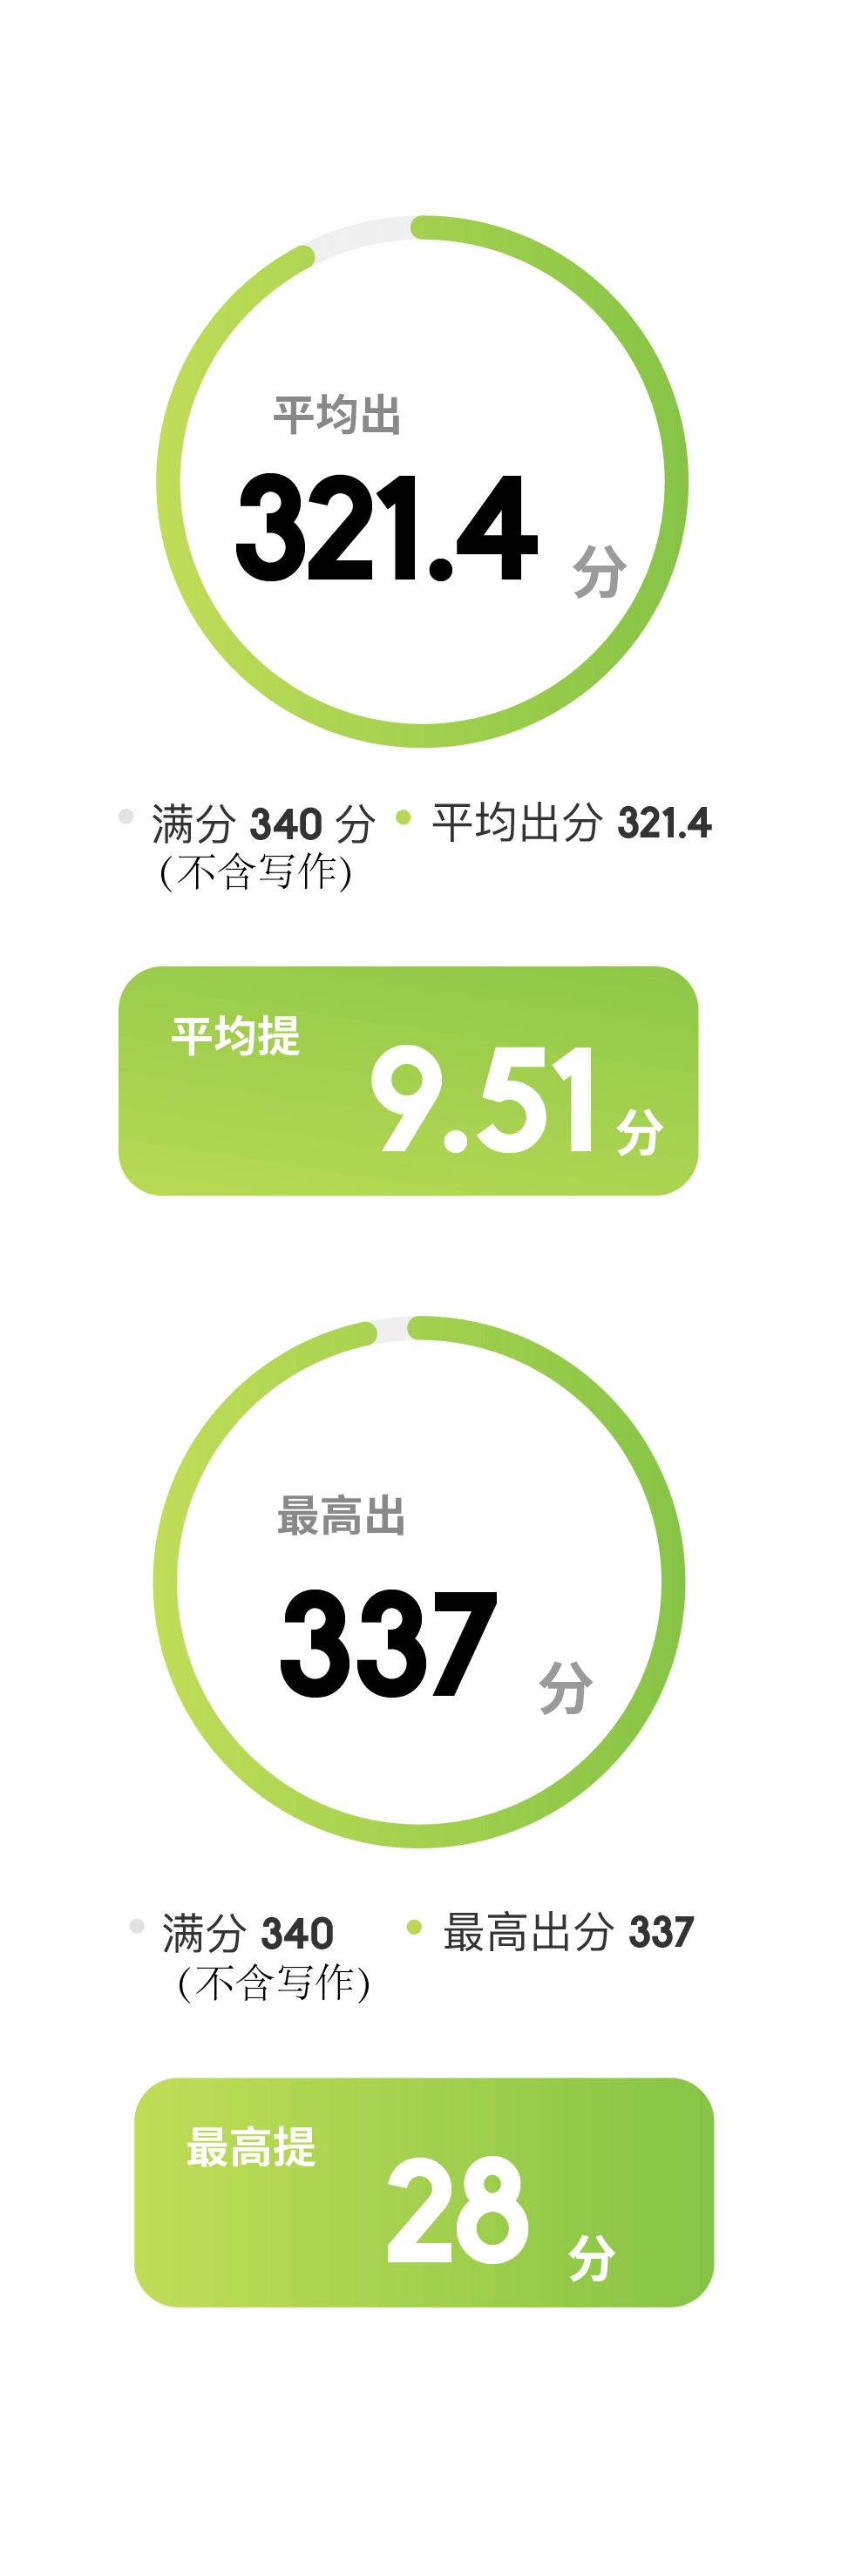 平均出
321.4 分
满分 340 分 平均出分 321.4
(不含写作)
平均提
9.51 分
最高出
337 分
满分 340 最高出分 337
(不含写作)
最高提
28 分